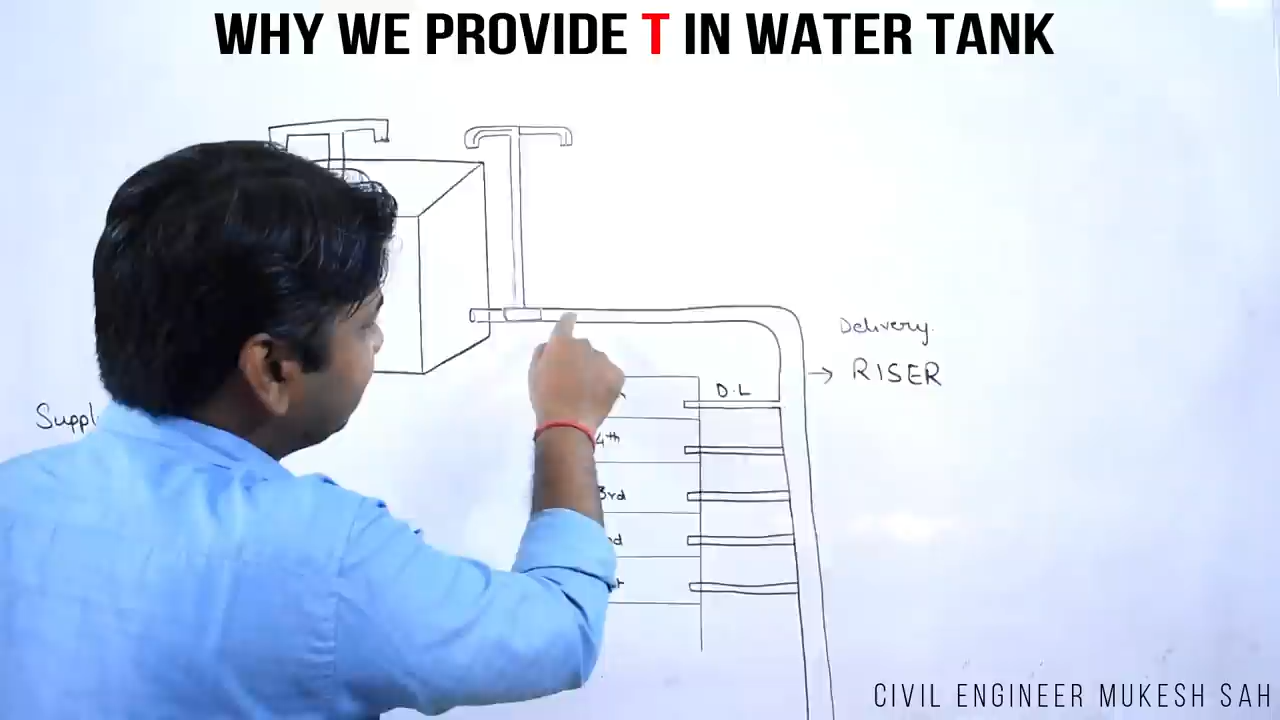 WHY WE PROVIDE T IN WATER TANK
Delivery.
→ RISER
D.L
4th
3rd
CIVIL ENGINEER MUKESH SAH